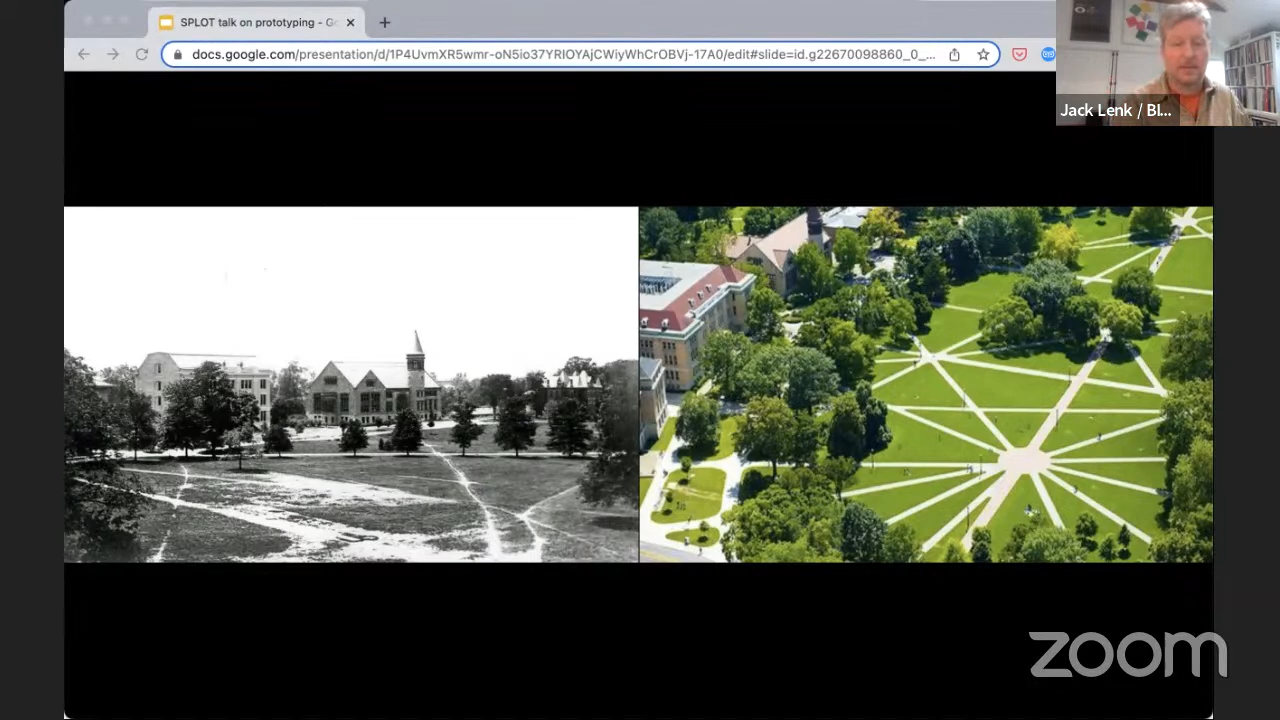 SPLOT talk on prototyping - Go
docs.google.com/presentation/d/1P4UvmXR5wmr-oN5io37YRIOYAjCWiyWhCrOBVj-17A0/edit#slide=id.g22670098860_0_...
Jack Lenk / Bl...
zoom